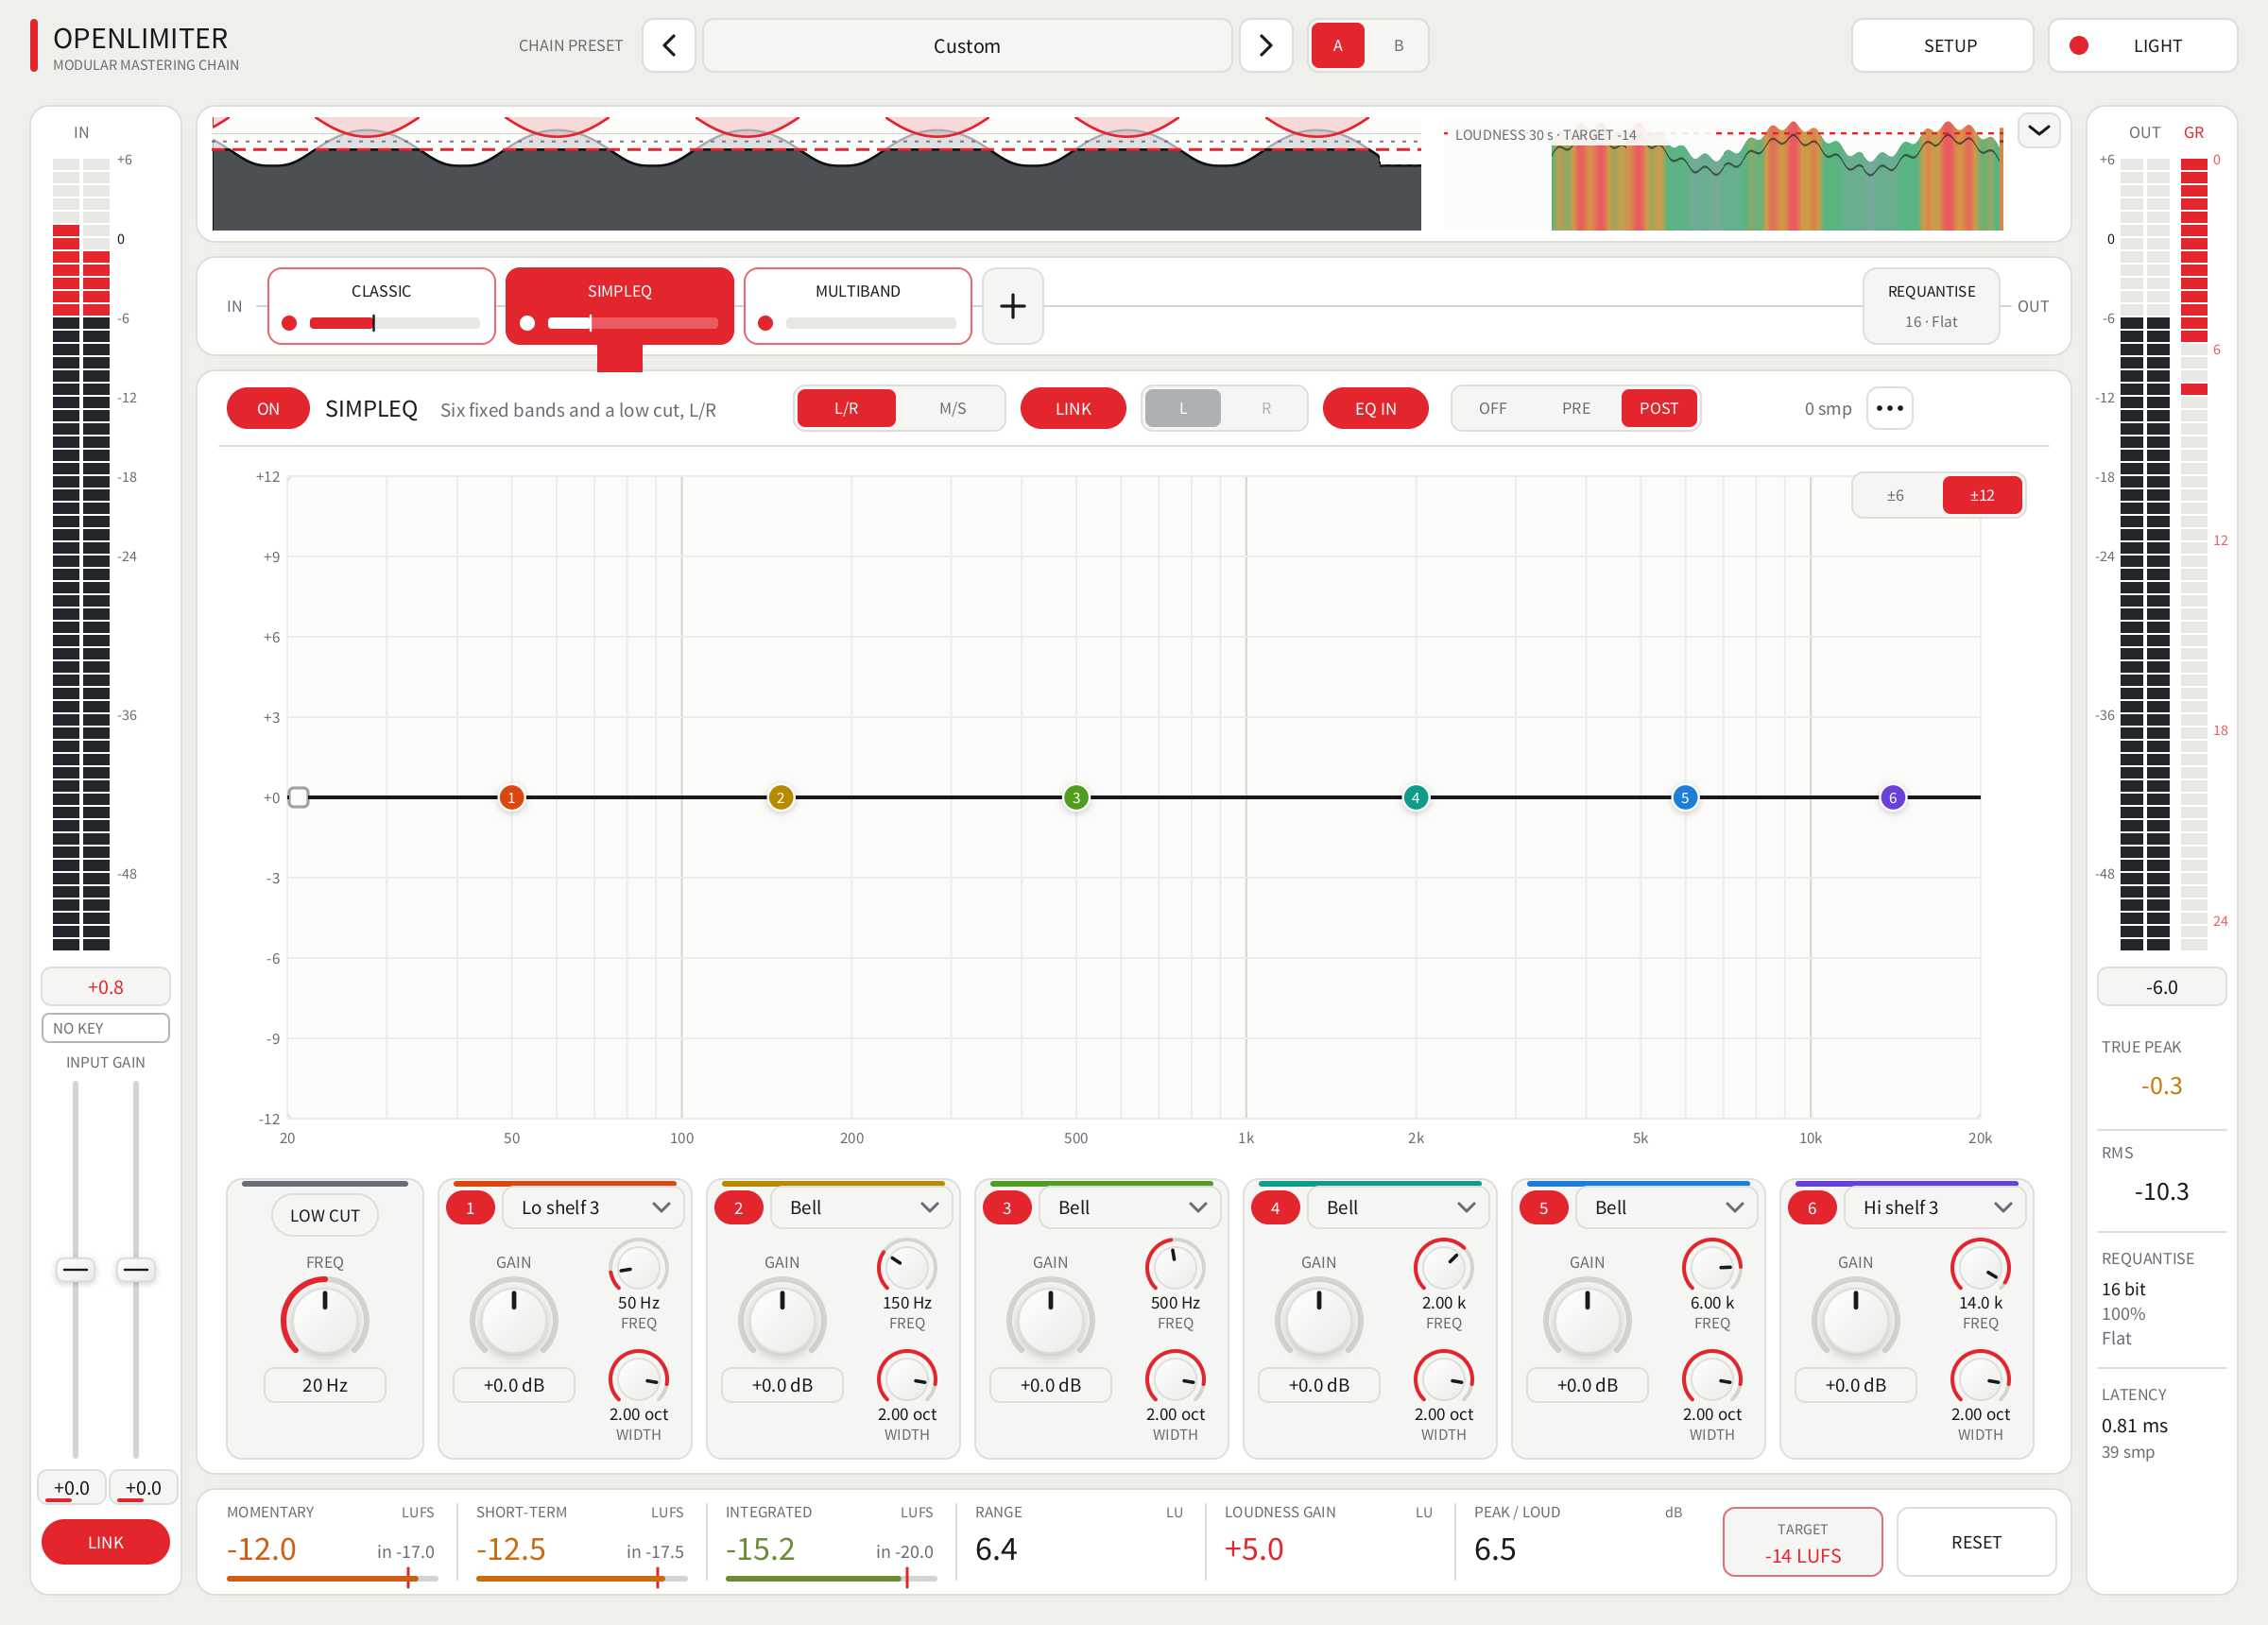 OPENLIMITER
MODULAR MASTERING CHAIN
CHAIN PRESET
Custom
A
B
SETUP
LIGHT
IN
+6
0
-6
-12
-18
-24
-36
-48
+0.8
NO KEY
INPUT GAIN
+0.0
+0.0
LINK
LOUDNESS 30 s · TARGET -14
IN
CLASSIC
SIMPLEQ
MULTIBAND
REQUANTISE
16 · Flat
OUT
ON
SIMPLEQ
Six fixed bands and a low cut, L/R
L/R
M/S
LINK
L
R
EQ IN
OFF
PRE
POST
0 smp
±6
±12
+12
+9
+6
+3
+0
-3
-6
-9
-12
1
2
3
4
5
6
20
50
100
200
500
1k
2k
5k
10k
20k
LOW CUT
FREQ
20 Hz
1
Lo shelf 3
GAIN
+0.0 dB
50 Hz
FREQ
2.00 oct
WIDTH
2
Bell
GAIN
+0.0 dB
150 Hz
FREQ
2.00 oct
WIDTH
3
Bell
GAIN
+0.0 dB
500 Hz
FREQ
2.00 oct
WIDTH
4
Bell
GAIN
+0.0 dB
2.00 k
FREQ
2.00 oct
WIDTH
5
Bell
GAIN
+0.0 dB
6.00 k
FREQ
2.00 oct
WIDTH
6
Hi shelf 3
GAIN
+0.0 dB
14.0 k
FREQ
2.00 oct
WIDTH
MOMENTARY
LUFS
-12.0
in -17.0
SHORT-TERM
LUFS
-12.5
in -17.5
INTEGRATED
LUFS
-15.2
in -20.0
RANGE
LU
6.4
LOUDNESS GAIN
LU
+5.0
PEAK / LOUD
dB
6.5
TARGET
-14 LUFS
RESET
OUT
GR
+6
0
-6
-12
-18
-24
-36
-48
0
6
12
18
24
-6.0
TRUE PEAK
-0.3
RMS
-10.3
REQUANTISE
16 bit
100%
Flat
LATENCY
0.81 ms
39 smp